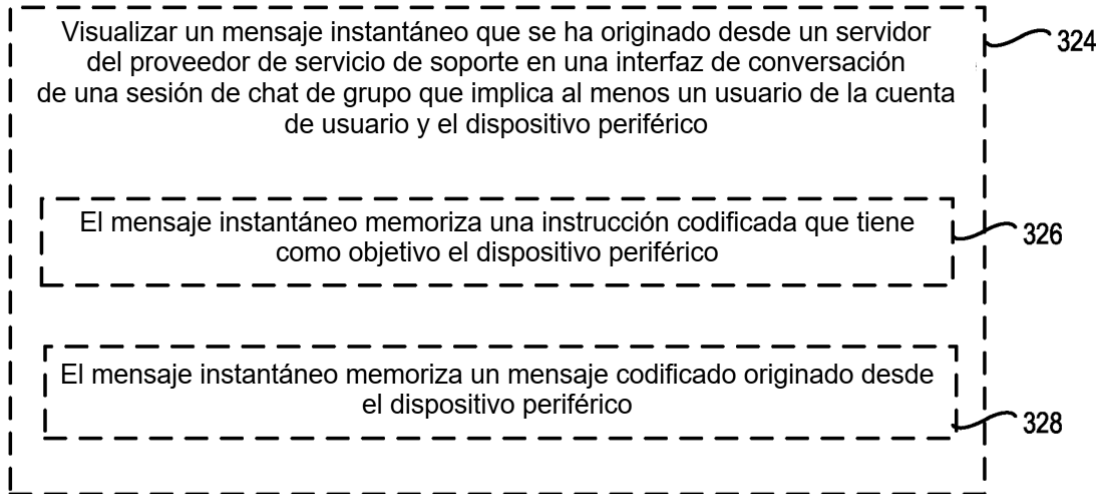 Visualizar un mensaje instantáneo que se ha originado desde un servidor
del proveedor de servicio de soporte en una interfaz de conversación
de una sesión de chat de grupo que implica al menos un usuario de la cuenta
de usuario y el dispositivo periférico
324
El mensaje instantáneo memoriza una instrucción codificada que tiene
como objetivo el dispositivo periférico
326
El mensaje instantáneo memoriza un mensaje codificado originado desde
el dispositivo periférico
328